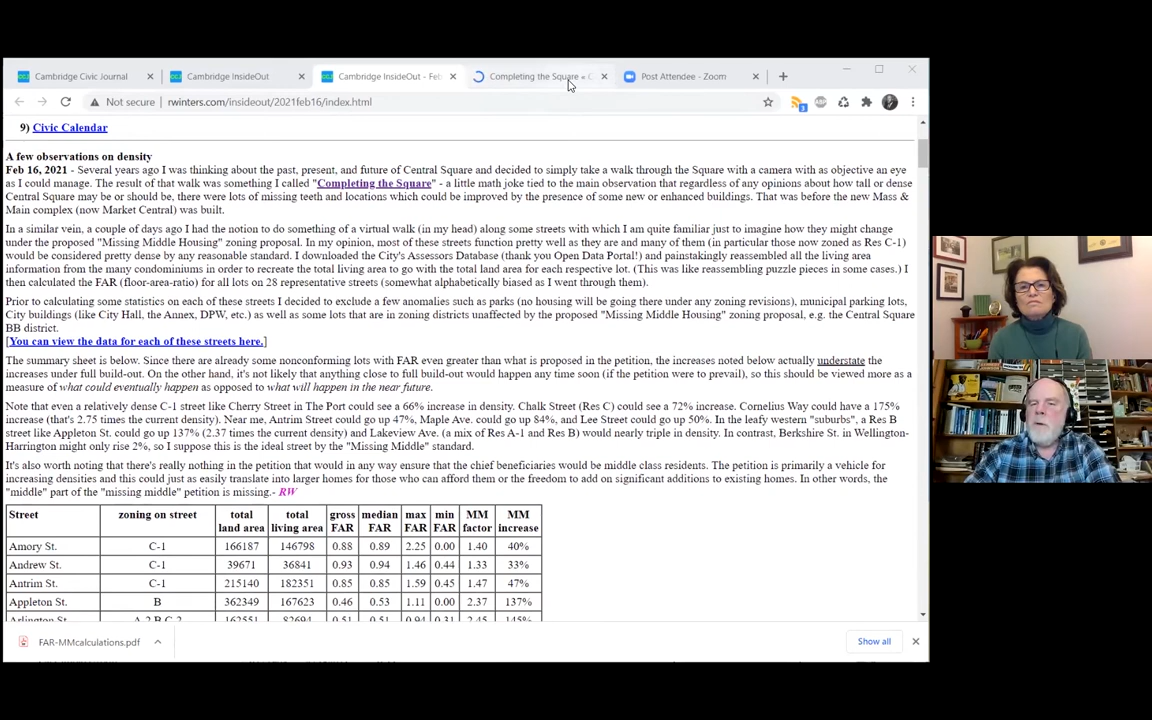 Cambridge Civic Journal
Cambridge InsideOut
Cambridge InsideOut - Feb
Completing the Square « C
Post Attendee - Zoom
Not secure | rwinters.com/insideout/2021feb16/index.html
9) Civic Calendar
A few observations on density
Feb 16, 2021 - Several years ago I was thinking about the past, present, and future of Central Square and decided to simply take a walk through the Square with a camera with as objective an eye
as I could manage. The result of that walk was something I called "Completing the Square" - a little math joke tied to the main observation that regardless of any opinions about how tall or dense
Central Square may be or should be, there were lots of missing teeth and locations which could be improved by the presence of some new or enhanced buildings. That was before the new Mass &
Main complex (now Market Central) was built.
In a similar vein, a couple of days ago I had the notion to do something of a virtual walk (in my head) along some streets with which I am quite familiar just to imagine how they might change
under the proposed "Missing Middle Housing" zoning proposal. In my opinion, most of these streets function pretty well as they are and many of them (in particular those now zoned as Res C-1)
would be considered pretty dense by any reasonable standard. I downloaded the City's Assessors Database (thank you Open Data Portal!) and painstakingly reassembled all the living area
information from the many condominiums in order to recreate the total living area to go with the total land area for each respective lot. (This was like reassembling puzzle pieces in some cases.) I
then calculated the FAR (floor-area-ratio) for all lots on 28 representative streets (somewhat alphabetically biased as I went through them).
Prior to calculating some statistics on each of these streets I decided to exclude a few anomalies such as parks (no housing will be going there under any zoning revisions), municipal parking lots,
City buildings (like City Hall, the Annex, DPW, etc.) as well as some lots that are in zoning districts unaffected by the proposed "Missing Middle Housing" zoning proposal, e.g. the Central Square
BB district.
[You can view the data for each of these streets here.]
The summary sheet is below. Since there are already some nonconforming lots with FAR even greater than what is proposed in the petition, the increases noted below actually understate the
increases under full build-out. On the other hand, it's not likely that anything close to full build-out would happen any time soon (if the petition were to prevail), so this should be viewed more as a
measure of what could eventually happen as opposed to what will happen in the near future.
Note that even a relatively dense C-1 street like Cherry Street in The Port could see a 66% increase in density. Chalk Street (Res C) could see a 72% increase. Cornelius Way could have a 175%
increase (that's 2.75 times the current density). Near me, Antrim Street could go up 47%, Maple Ave. could go up 84%, and Lee Street could go up 50%. In the leafy western "suburbs", a Res B
street like Appleton St. could go up 137% (2.37 times the current density) and Lakeview Ave. (a mix of Res A-1 and Res B) would nearly triple in density. In contrast, Berkshire St. in Wellington-
Harrington might only rise 2%, so I suppose this is the ideal street by the "Missing Middle" standard.
It's also worth noting that there's really nothing in the petition that would in any way ensure that the chief beneficiaries would be middle class residents. The petition is primarily a vehicle for
increasing densities and this could just as easily translate into larger homes for those who can afford them or the freedom to add on significant additions to existing homes. In other words, the
"middle" part of the "missing middle" petition is missing.- RW
Street zoning on street total land area total living area gross FAR median FAR max FAR min FAR MM factor MM increase
Amory St. C-1 166187 146798 0.88 0.89 2.25 0.00 1.40 40%
Andrew St. C-1 39671 36841 0.93 0.94 1.46 0.44 1.33 33%
Antrim St. C-1 215140 182351 0.85 0.85 1.59 0.45 1.47 47%
Appleton St. B 362349 167623 0.46 0.53 1.11 0.00 2.37 137%
Arlington St. 162551 82694 0.51 0.51 0.94 0.31 2.45 145%
FAR-MMcalculations.pdf
Show all